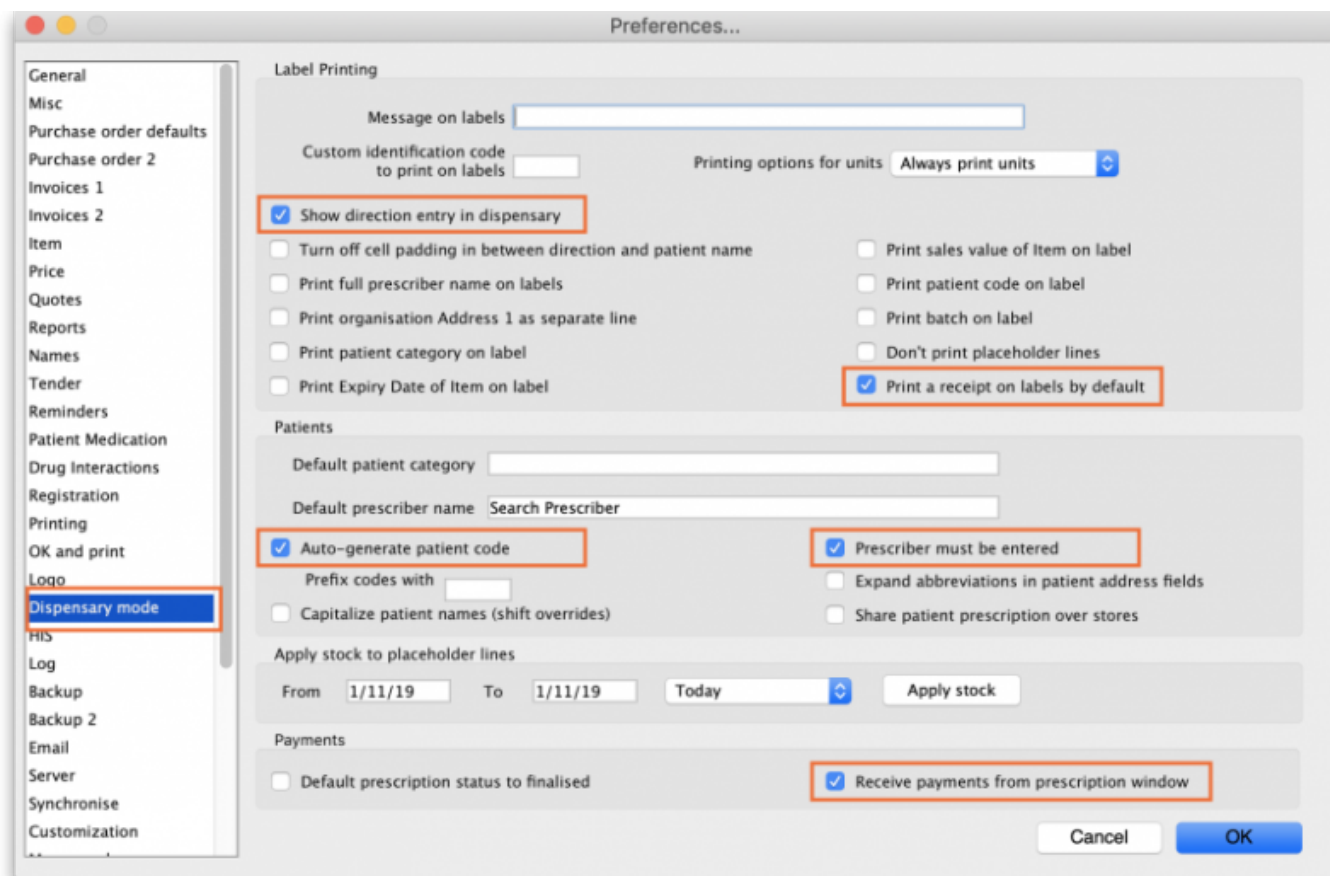 Preferences...
General
Misc
Purchase order defaults
Purchase order 2
Invoices 1
Invoices 2
Item
Price
Quotes
Reports
Names
Tender
Reminders
Patient Medication
Drug Interactions
Registration
Printing
OK and print
Logo
Dispensary mode
HIS
Log
Backup
Backup 2
Email
Server
Synchronise
Customization
Label Printing
Message on labels
Custom identification code
to print on labels
Printing options for units Always print units
Show direction entry in dispensary
Turn off cell padding in between direction and patient name
Print sales value of Item on label
Print full prescriber name on labels
Print patient code on label
Print organisation Address 1 as separate line
Print batch on label
Print patient category on label
Don't print placeholder lines
Print Expiry Date of Item on label
Print a receipt on labels by default
Patients
Default patient category
Default prescriber name Search Prescriber
Auto-generate patient code
Prescriber must be entered
Prefix codes with
Expand abbreviations in patient address fields
Capitalize patient names (shift overrides)
Share patient prescription over stores
Apply stock to placeholder lines
From 1/11/19 To 1/11/19 Today Apply stock
Payments
Default prescription status to finalised
Receive payments from prescription window
Cancel OK